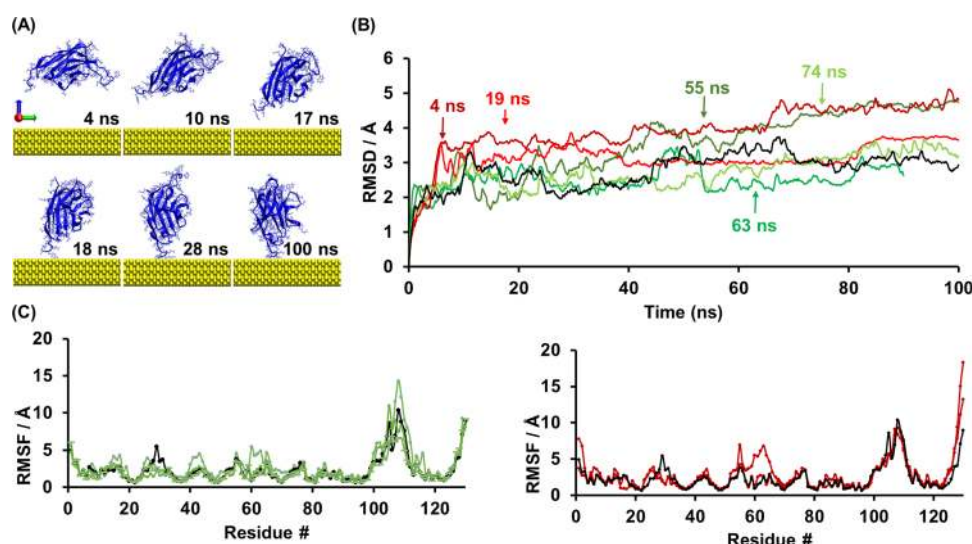 (A)
4 ns
10 ns
17 ns
18 ns
28 ns
100 ns
(B)
RMSD / Å
6
5
4
3
2
1
0
4 ns
19 ns
55 ns
74 ns
63 ns
0 20 40 60 80 100
Time (ns)
(C)
RMSF / Å
20
15
10
5
0
0 20 40 60 80 100 120
Residue #
RMSF / Å
20
15
10
5
0
0 20 40 60 80 100 120
Residue #